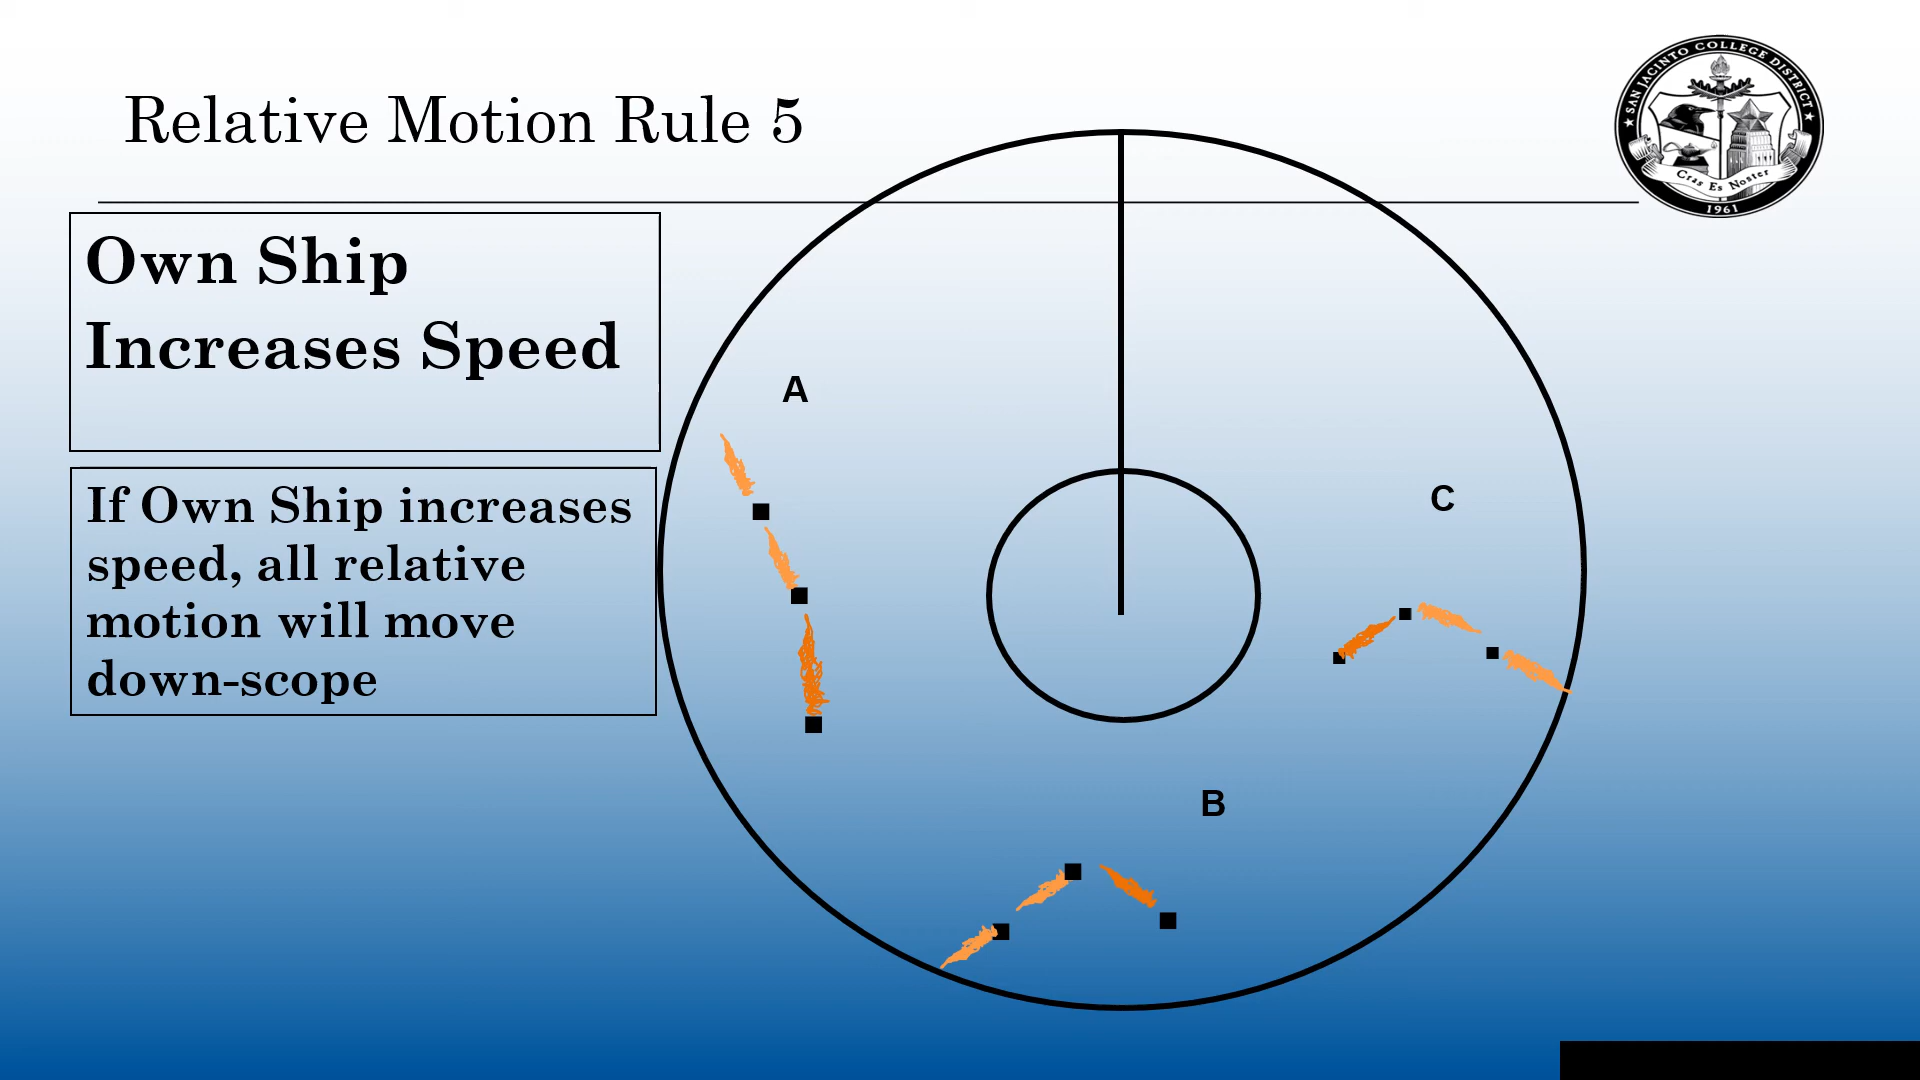 Relative Motion Rule 5
SAN JACINTO COLLEGE DISTRICT
Cras Es Noster
1961
Own Ship
Increases Speed
If Own Ship increases
speed, all relative
motion will move
down-scope
A
C
B